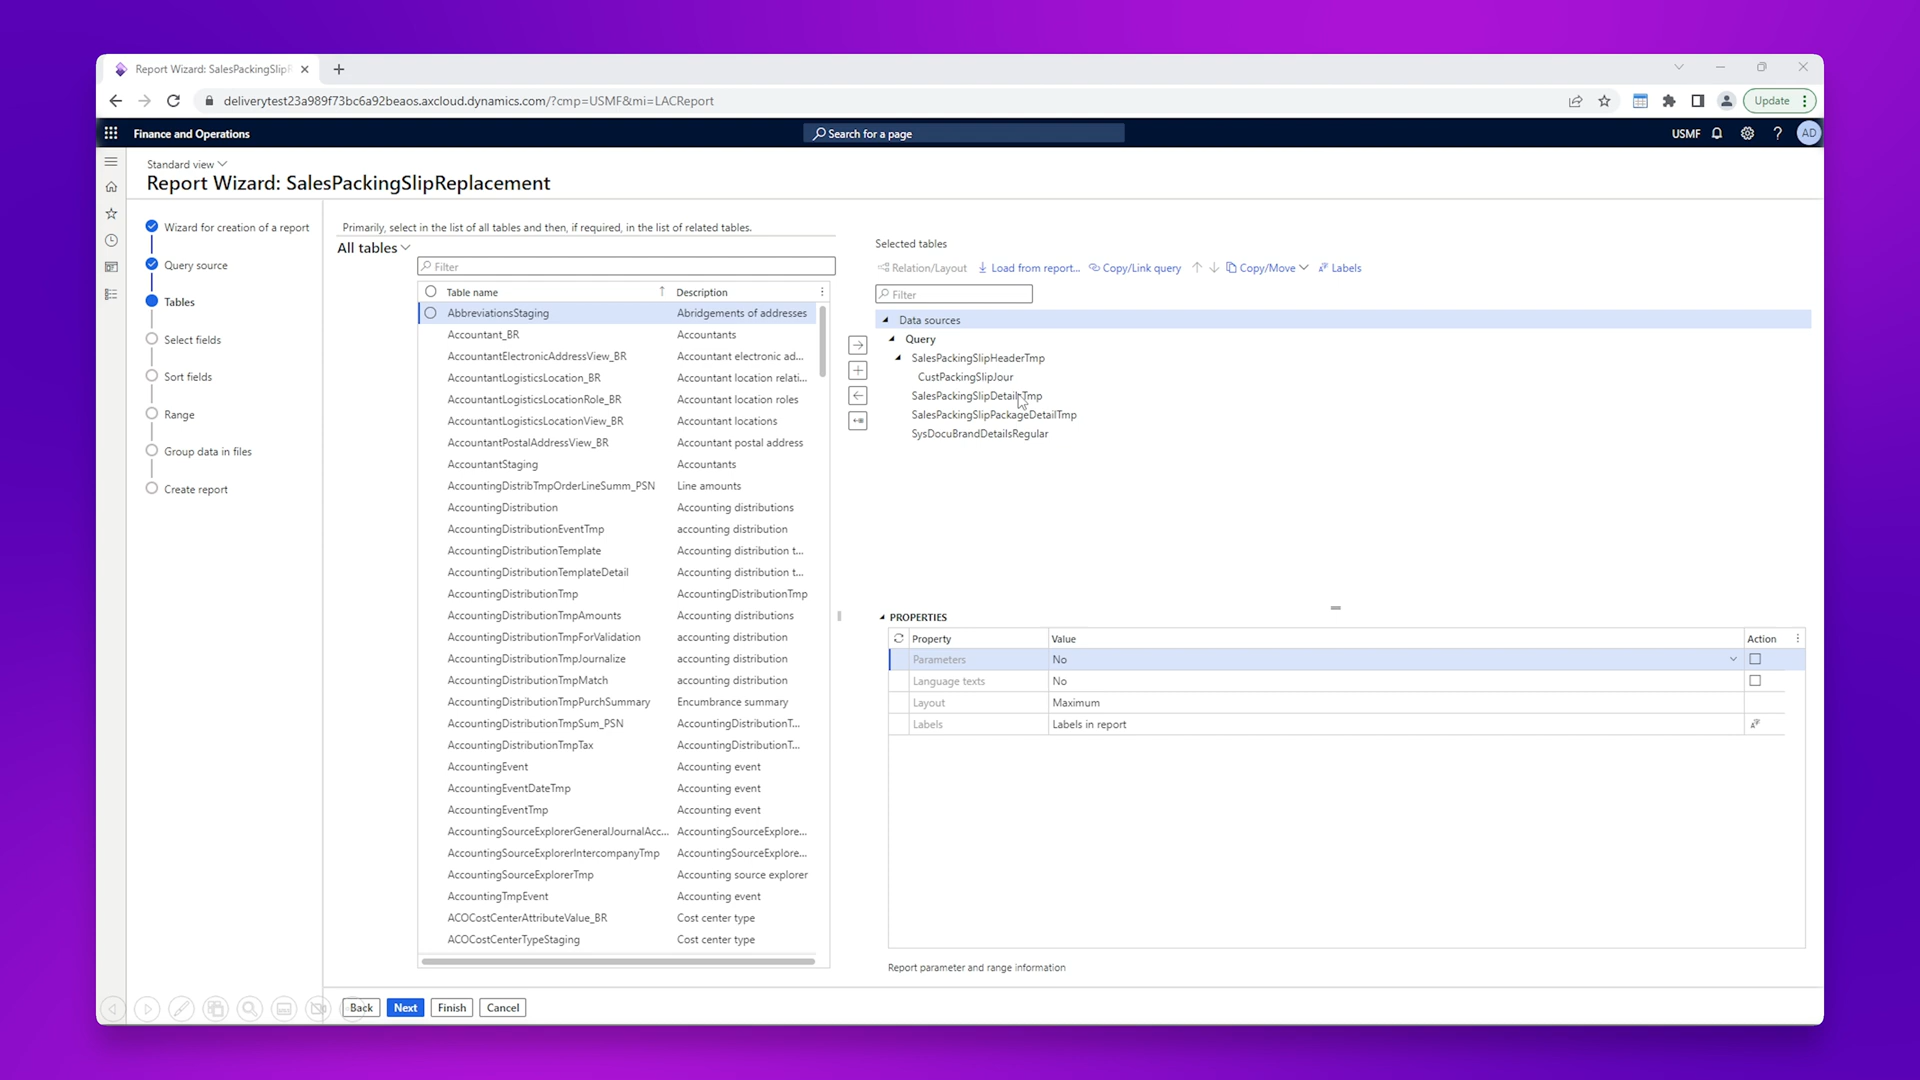 Report Wizard: SalesPackingSlipR
deliverytest23a989f73bc6a92beaos.axcloud.dynamics.com/?cmp=USMF&mi=LACReport
Update
Finance and Operations
Search for a page
USMF
AD
Standard view
Report Wizard: SalesPackingSlipReplacement
Wizard for creation of a report
Query source
Tables
Select fields
Sort fields
Range
Group data in files
Create report
Primarily, select in the list of all tables and then, if required, in the list of related tables.
All tables
Filter
Table name Description
AbbreviationsStaging Abridgements of addresses
Accountant_BR Accountants
AccountantElectronicAddressView_BR Accountant electronic ad...
AccountantLogisticsLocation_BR Accountant location relati...
AccountantLogisticsLocationRole_BR Accountant location roles
AccountantLogisticsLocationView_BR Accountant locations
AccountantPostalAddressView_BR Accountant postal address
AccountantStaging Accountants
AccountingDistribTmpOrderLineSumm_PSN Line amounts
AccountingDistribution Accounting distributions
AccountingDistributionEventTmp accounting distribution
AccountingDistributionTemplate Accounting distribution t...
AccountingDistributionTemplateDetail Accounting distribution t...
AccountingDistributionTmp AccountingDistributionTmp
AccountingDistributionTmpAmounts Accounting distributions
AccountingDistributionTmpForValidation accounting distribution
AccountingDistributionTmpJournalize accounting distribution
AccountingDistributionTmpMatch accounting distribution
AccountingDistributionTmpPurchSummary Encumbrance summary
AccountingDistributionTmpSum_PSN AccountingDistributionT...
AccountingDistributionTmpTax AccountingDistributionT...
AccountingEvent Accounting event
AccountingEventDateTmp Accounting event
AccountingEventTmp Accounting event
AccountingSourceExplorerGeneralJournalAcc... AccountingSourceExplore...
AccountingSourceExplorerIntercompanyTmp AccountingSourceExplore...
AccountingSourceExplorerTmp Accounting source explorer
AccountingTmpEvent Accounting event
ACOCostCenterAttributeValue_BR Cost center type
ACOCostCenterTypeStaging Cost center type
Selected tables
Relation/Layout Load from report... Copy/Link query Copy/Move Labels
Filter
Data sources
Query
SalesPackingSlipHeaderTmp
CustPackingSlipJour
SalesPackingSlipDetailsTmp
SalesPackingSlipPackageDetailTmp
SysDocuBrandDetailsRegular
PROPERTIES
Property Value Action
Parameters No
Language texts No
Layout Maximum
Labels Labels in report
Report parameter and range information
Back Next Finish Cancel